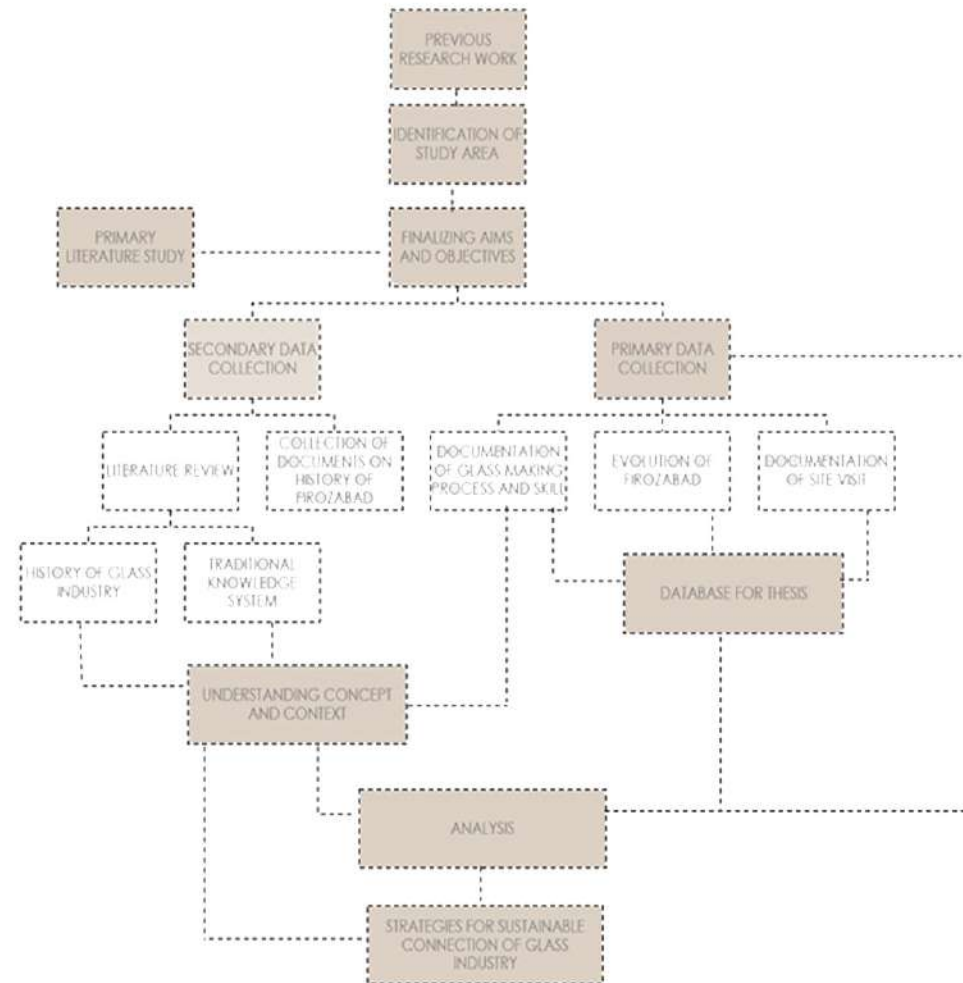 PREVIOUS
RESEARCH WORK
IDENTIFICATION OF
STUDY AREA
PRIMARY
LITERATURE STUDY
FINALIZING AIMS
AND OBJECTIVES
SECONDARY DATA
COLLECTION
PRIMARY DATA
COLLECTION
LITERATURE REVIEW
COLLECTION OF
DOCUMENTS ON
HISTORY OF
FIROZABAD
DOCUMENTATION
OF GLASS MAKING
PROCESS AND SKILL
EVOLUTION OF
FIROZABAD
DOCUMENTATION
OF SITE VISIT
HISTORY OF GLASS
INDUSTRY
TRADITIONAL
KNOWLEDGE
SYSTEM
DATABASE FOR THESIS
UNDERSTANDING CONCEPT
AND CONTEXT
ANALYSIS
STRATEGIES FOR SUSTAINABLE
CONNECTION OF GLASS
INDUSTRY